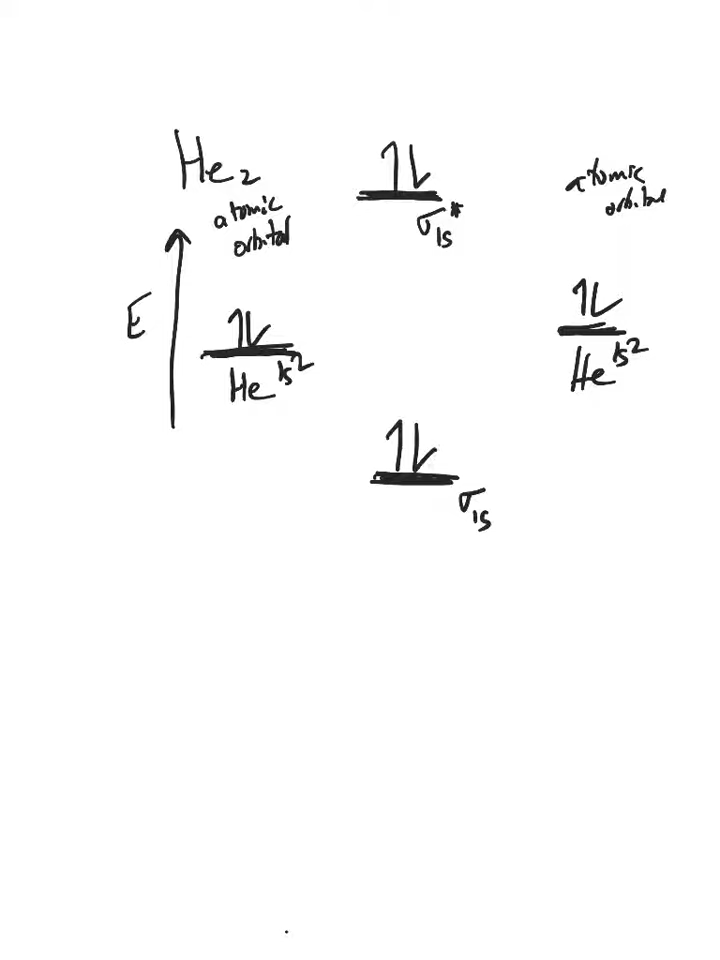 He₂
atomic
orbital
atomic
orbital
↿⇂
σ₁ₛ*
E
↿⇂
He 1s²
↿⇂
He 1s²
↿⇂
σ₁ₛ